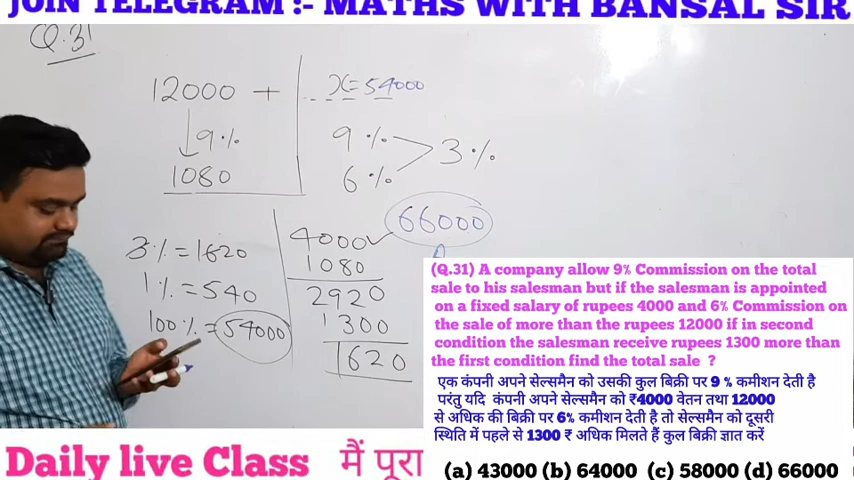 JOIN TELEGRAM :- MATHS WITH BANSAL SIR
Q.31
12000 +
x=54000
9%
1080
9%
6%
3%
66000
3% = 1620
1% = 540
100% = 54000
4000
1080
2920
1300
1620
(Q.31) A company allow 9% Commission on the total
sale to his salesman but if the salesman is appointed
on a fixed salary of rupees 4000 and 6% Commission on
the sale of more than the rupees 12000 if in second
condition the salesman receive rupees 1300 more than
the first condition find the total sale ?
एक कंपनी अपने सेल्समैन को उसकी कुल बिक्री पर 9 % कमीशन देती है
परंतु यदि कंपनी अपने सेल्समैन को ₹4000 वेतन तथा 12000
से अधिक की बिक्री पर 6% कमीशन देती है तो सेल्समैन को दूसरी
स्थिति में पहले से 1300 ₹ अधिक मिलते हैं कुल बिक्री ज्ञात करें
(a) 43000 (b) 64000 (c) 58000 (d) 66000
Daily live Class में पूरा